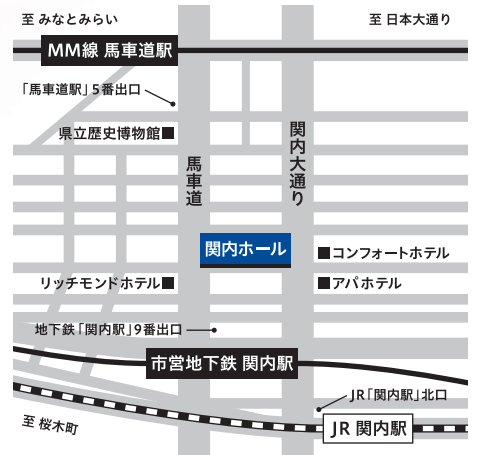 至 みなとみらい
至 日本大通り
MM線 馬車道駅
「馬車道駅」5番出口
県立歴史博物館
関内大通り
馬車道
関内ホール
コンフォートホテル
リッチモンドホテル
アパホテル
地下鉄「関内駅」9番出口
市営地下鉄 関内駅
JR「関内駅」北口
至 桜木町
JR 関内駅